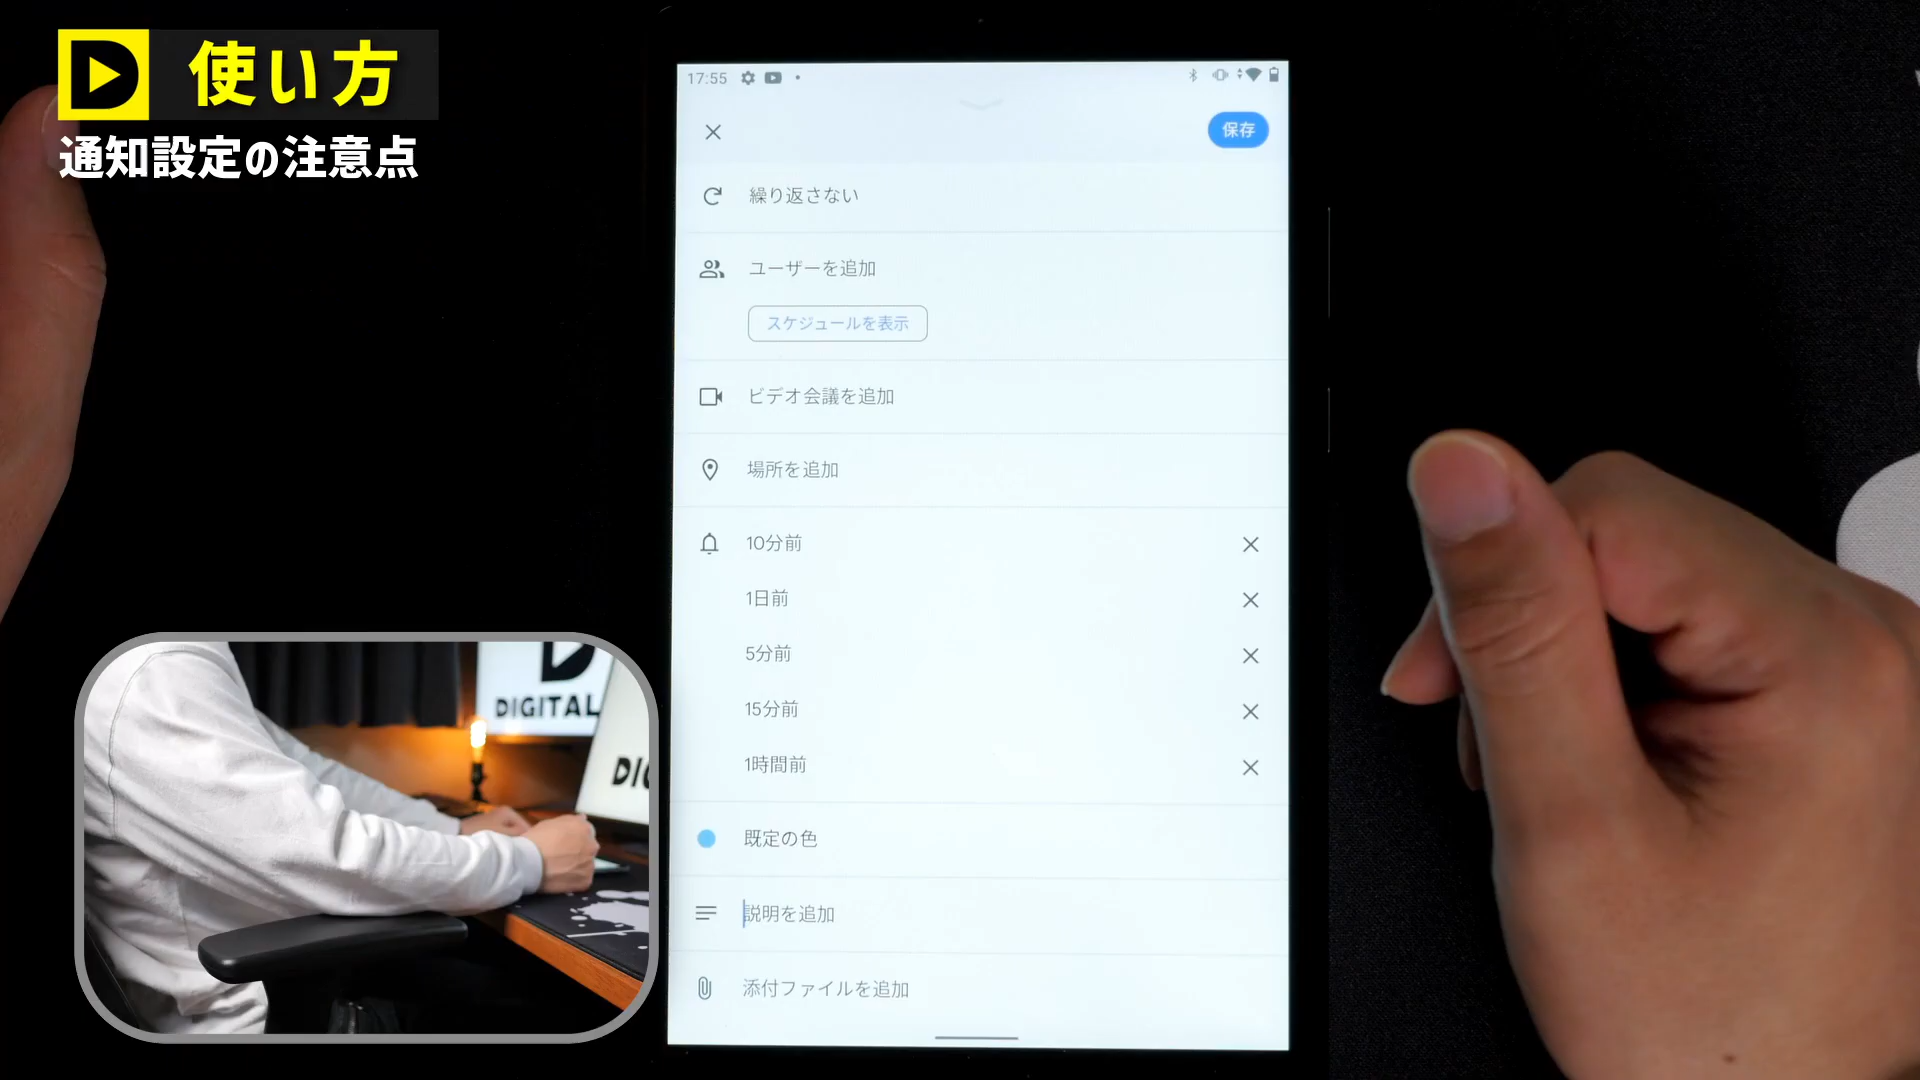 使い方
通知設定の注意点
17:55
保存
繰り返さない
ユーザーを追加
スケジュールを表示
ビデオ会議を追加
場所を追加
10分前
1日前
5分前
15分前
1時間前
既定の色
説明を追加
添付ファイルを追加
DIGITAL